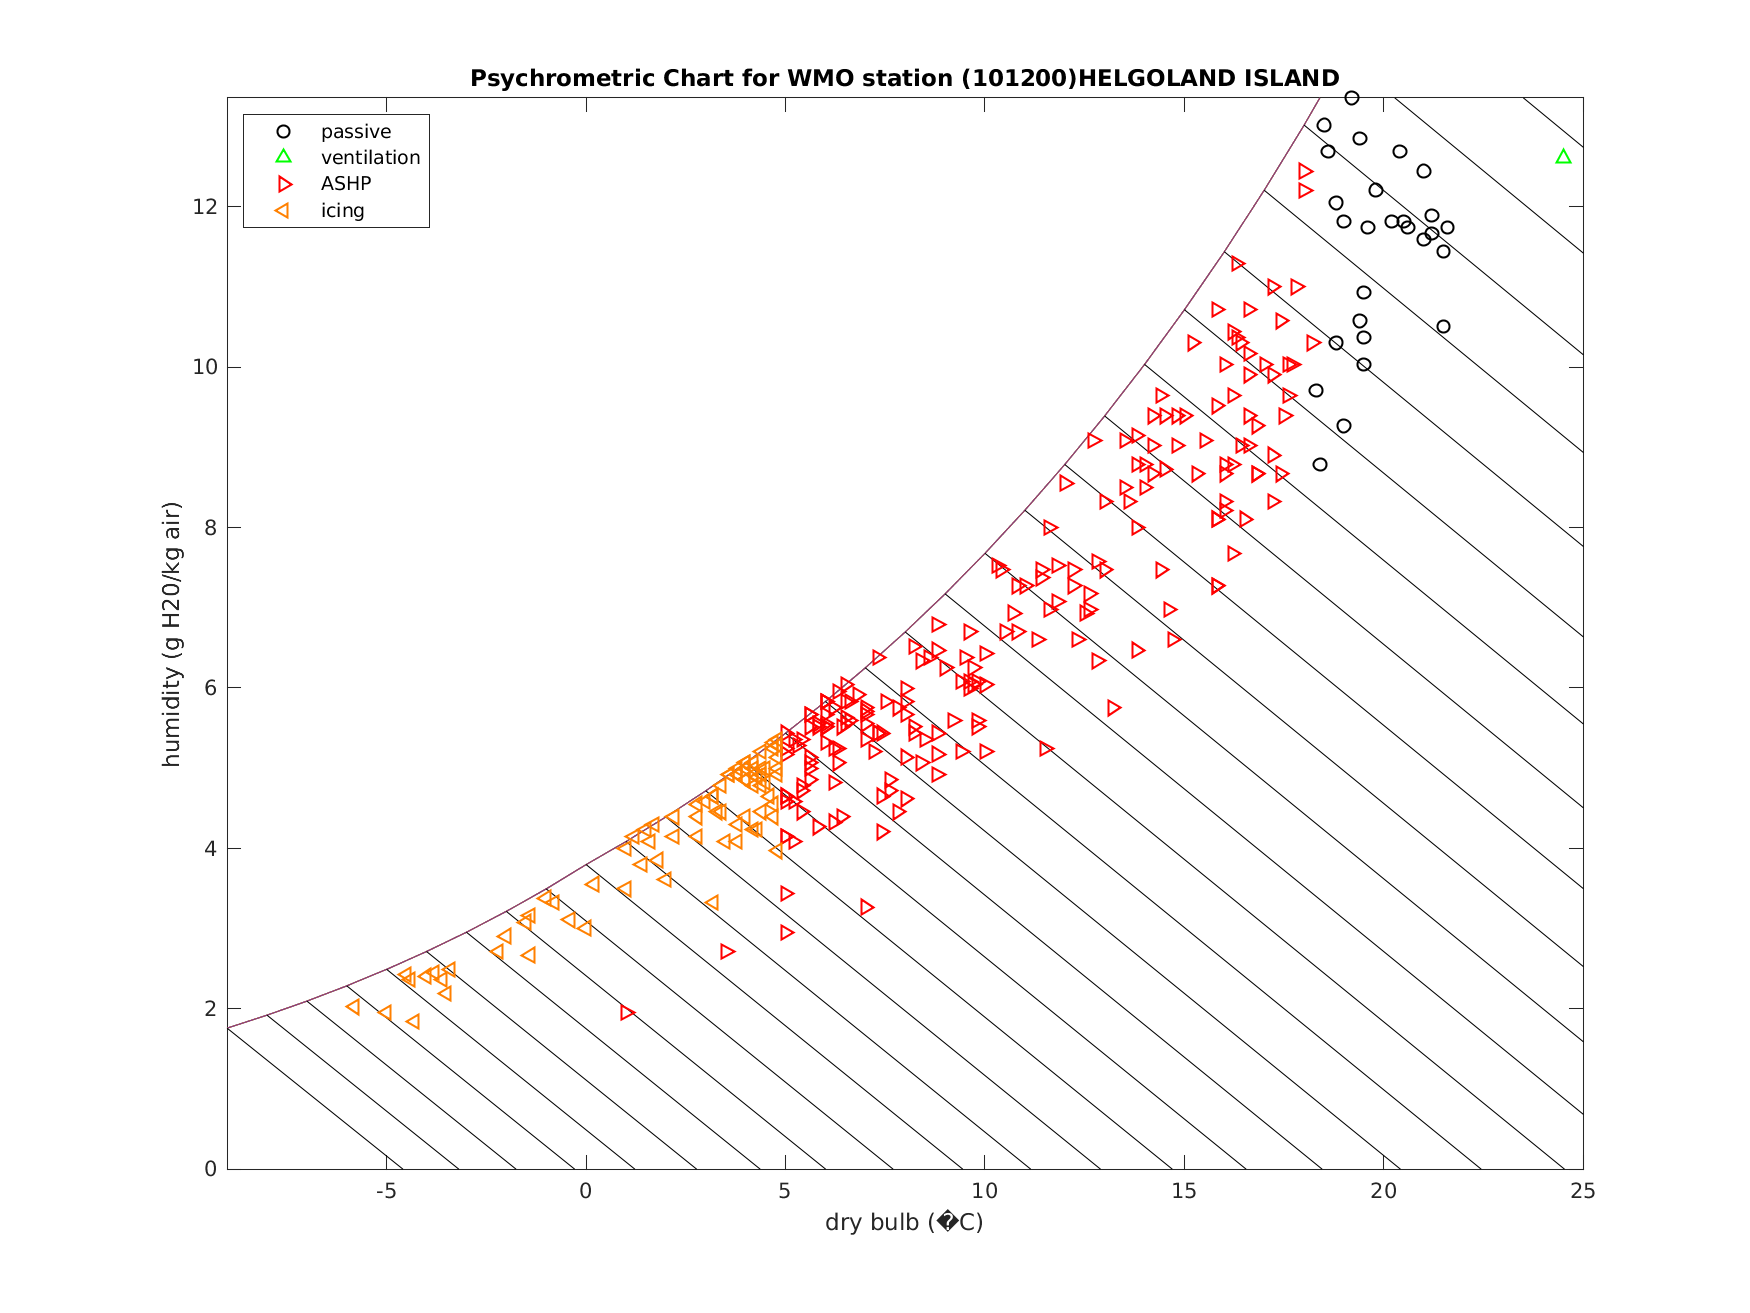 Psychrometric Chart for WMO station (101200)HELGOLAND ISLAND
passive
ventilation
ASHP
icing
humidity (g H20/kg air)
12
10
8
6
4
2
0
-5
0
5
10
15
20
25
dry bulb (�C)